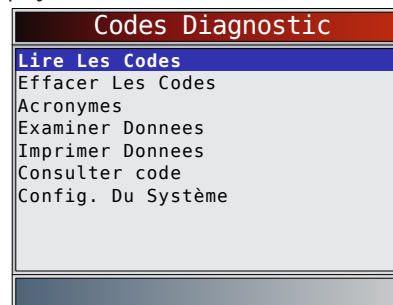 Codes Diagnostic
Lire Les Codes
Effacer Les Codes
Acronymes
Examiner Donnees
Imprimer Donnees
Consulter code
Config. Du Système